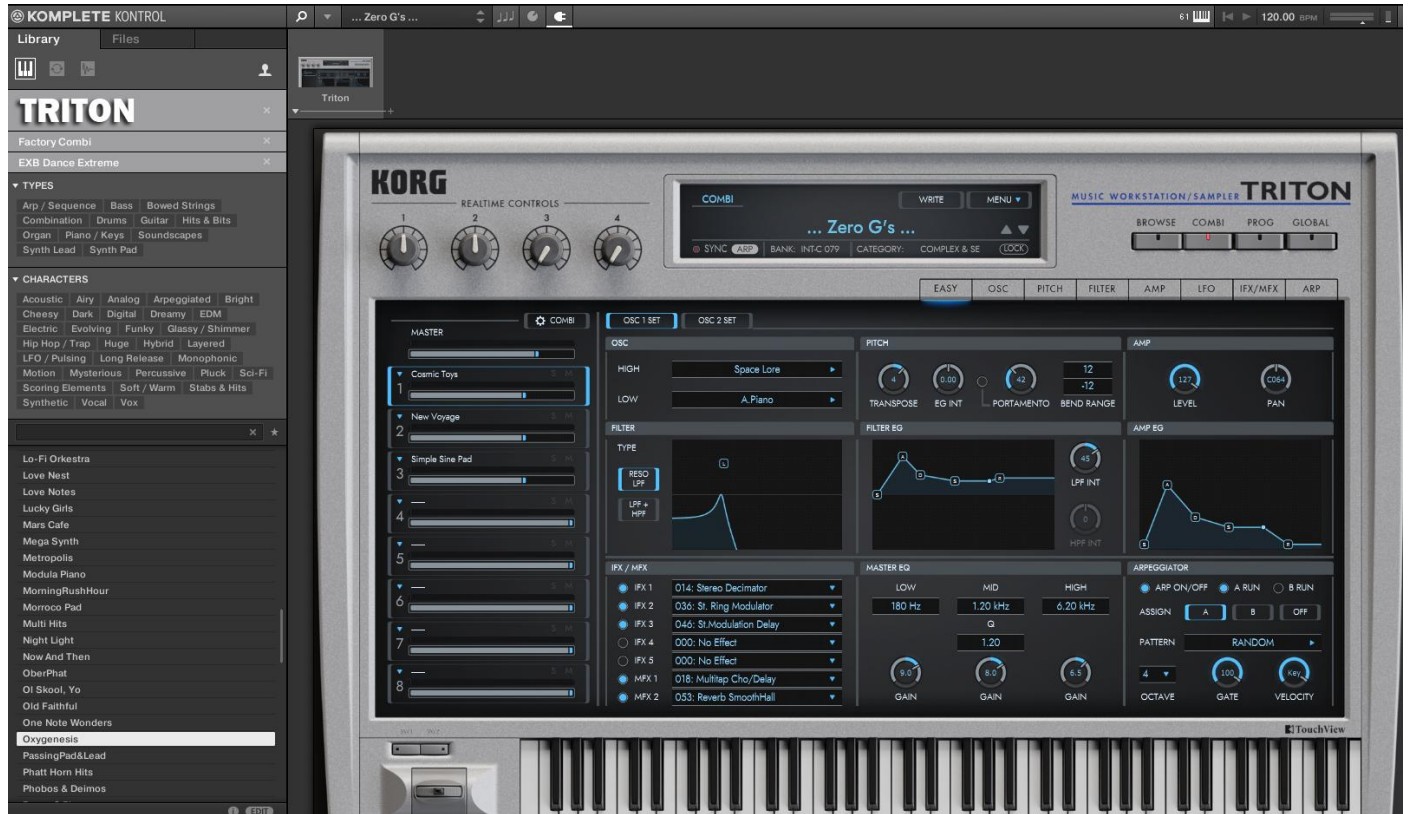 KOMPLETE KONTROL
... Zero G's ...
61
120.00 BPM
Library Files
TRITON
Factory Combi
EXB Dance Extreme
TYPES
Arp / Sequence Bass Bowed Strings
Combination Drums Guitar Hits & Bits
Organ Piano / Keys Soundscapes
Synth Lead Synth Pad
CHARACTERS
Acoustic Airy Analog Arpeggiated Bright
Cheesy Dark Digital Dreamy EDM
Electric Evolving Funky Glassy / Shimmer
Hip Hop / Trap Huge Hybrid Layered
LFO / Pulsing Long Release Monophonic
Motion Mysterious Percussive Pluck Sci-Fi
Scoring Elements Soft / Warm Stabs & Hits
Synthetic Vocal Vox
Lo-Fi Orkestra
Love Nest
Love Notes
Lucky Girls
Mars Cafe
Mega Synth
Metropolis
Modula Piano
MorningRushHour
Morroco Pad
Multi Hits
Night Light
Now And Then
OberPhat
Ol Skool, Yo
Old Faithful
One Note Wonders
Oxygenesis
PassingPad&Lead
Phatt Horn Hits
Phobos & Deimos
EDIT
Triton
KORG
REALTIME CONTROLS
1 2 3 4
COMBI WRITE MENU
... Zero G's ...
SYNC ARP BANK: INT-C 079 CATEGORY: COMPLEX & SE LOCK
MUSIC WORKSTATION/SAMPLER TRITON
BROWSE COMBI PROG GLOBAL
EASY OSC PITCH FILTER AMP LFO IFX/MFX ARP
COMBI
MASTER
1 Cosmic Toys S M
2 New Voyage S M
3 Simple Sine Pad S M
4 — S M
5 — S M
6 — S M
7 — S M
8 — S M
OSC 1 SET OSC 2 SET
OSC
HIGH Space Lore
LOW A.Piano
PITCH
4 0.00 42 12
-12
TRANSPOSE EG INT PORTAMENTO BEND RANGE
AMP
127 C064
LEVEL PAN
FILTER
TYPE
RESO
LPF
LPF +
HPF
L
FILTER EG
S A D S R
45
LPF INT
0
HPF INT
AMP EG
S A D S R
IFX / MFX
IFX 1 014: Stereo Decimator
IFX 2 036: St. Ring Modulator
IFX 3 046: St.Modulation Delay
IFX 4 000: No Effect
IFX 5 000: No Effect
MFX 1 018: Multitap Cho/Delay
MFX 2 053: Reverb SmoothHall
MASTER EQ
LOW MID HIGH
180 Hz 1.20 kHz 6.20 kHz
Q
1.20
9.0 8.0 6.5
GAIN GAIN GAIN
ARPEGGIATOR
ARP ON/OFF A RUN B RUN
ASSIGN A B OFF
PATTERN RANDOM
4 100 Key
OCTAVE GATE VELOCITY
TouchView